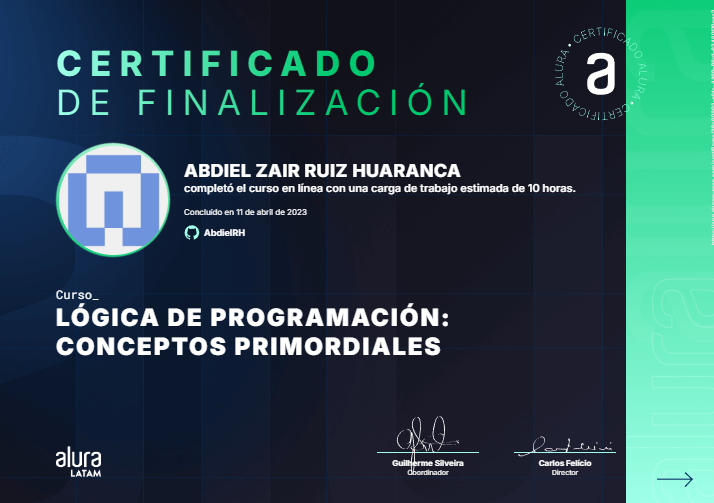 CERTIFICADO
DE FINALIZACIÓN
CERTIFICADO ALURA • CERTIFICADO ALURA •
a
ABDIEL ZAIR RUIZ HUARANCA
completó el curso en línea con una carga de trabajo estimada de 10 horas.
Concluído en 11 de abril de 2023
AbdielRH
Curso_
LÓGICA DE PROGRAMACIÓN:
CONCEPTOS PRIMORDIALES
alura
LATAM
Guilherme Silveira
Coordinador
Carlos Felício
Director
alura